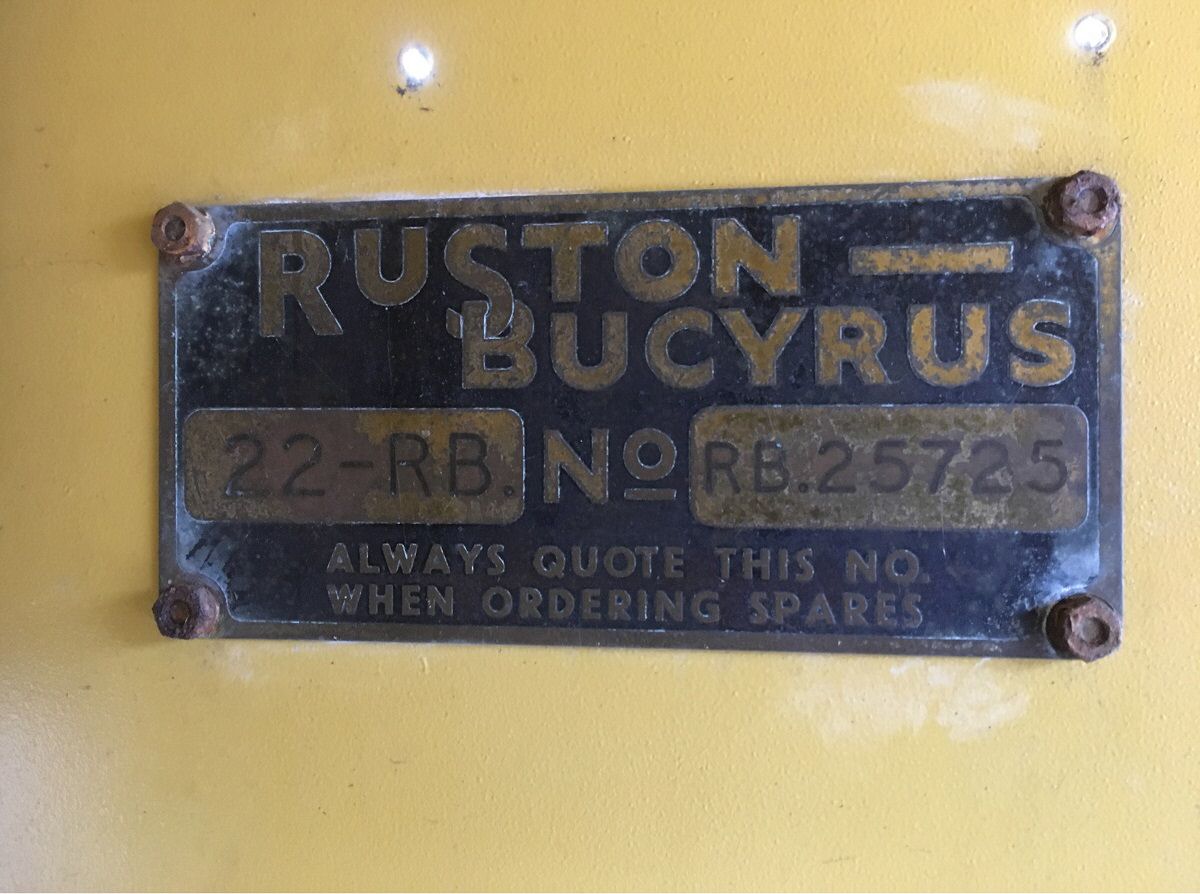 RUSTON —
BUCYRUS
22-RB. No RB.25725
ALWAYS QUOTE THIS NO.
WHEN ORDERING SPARES